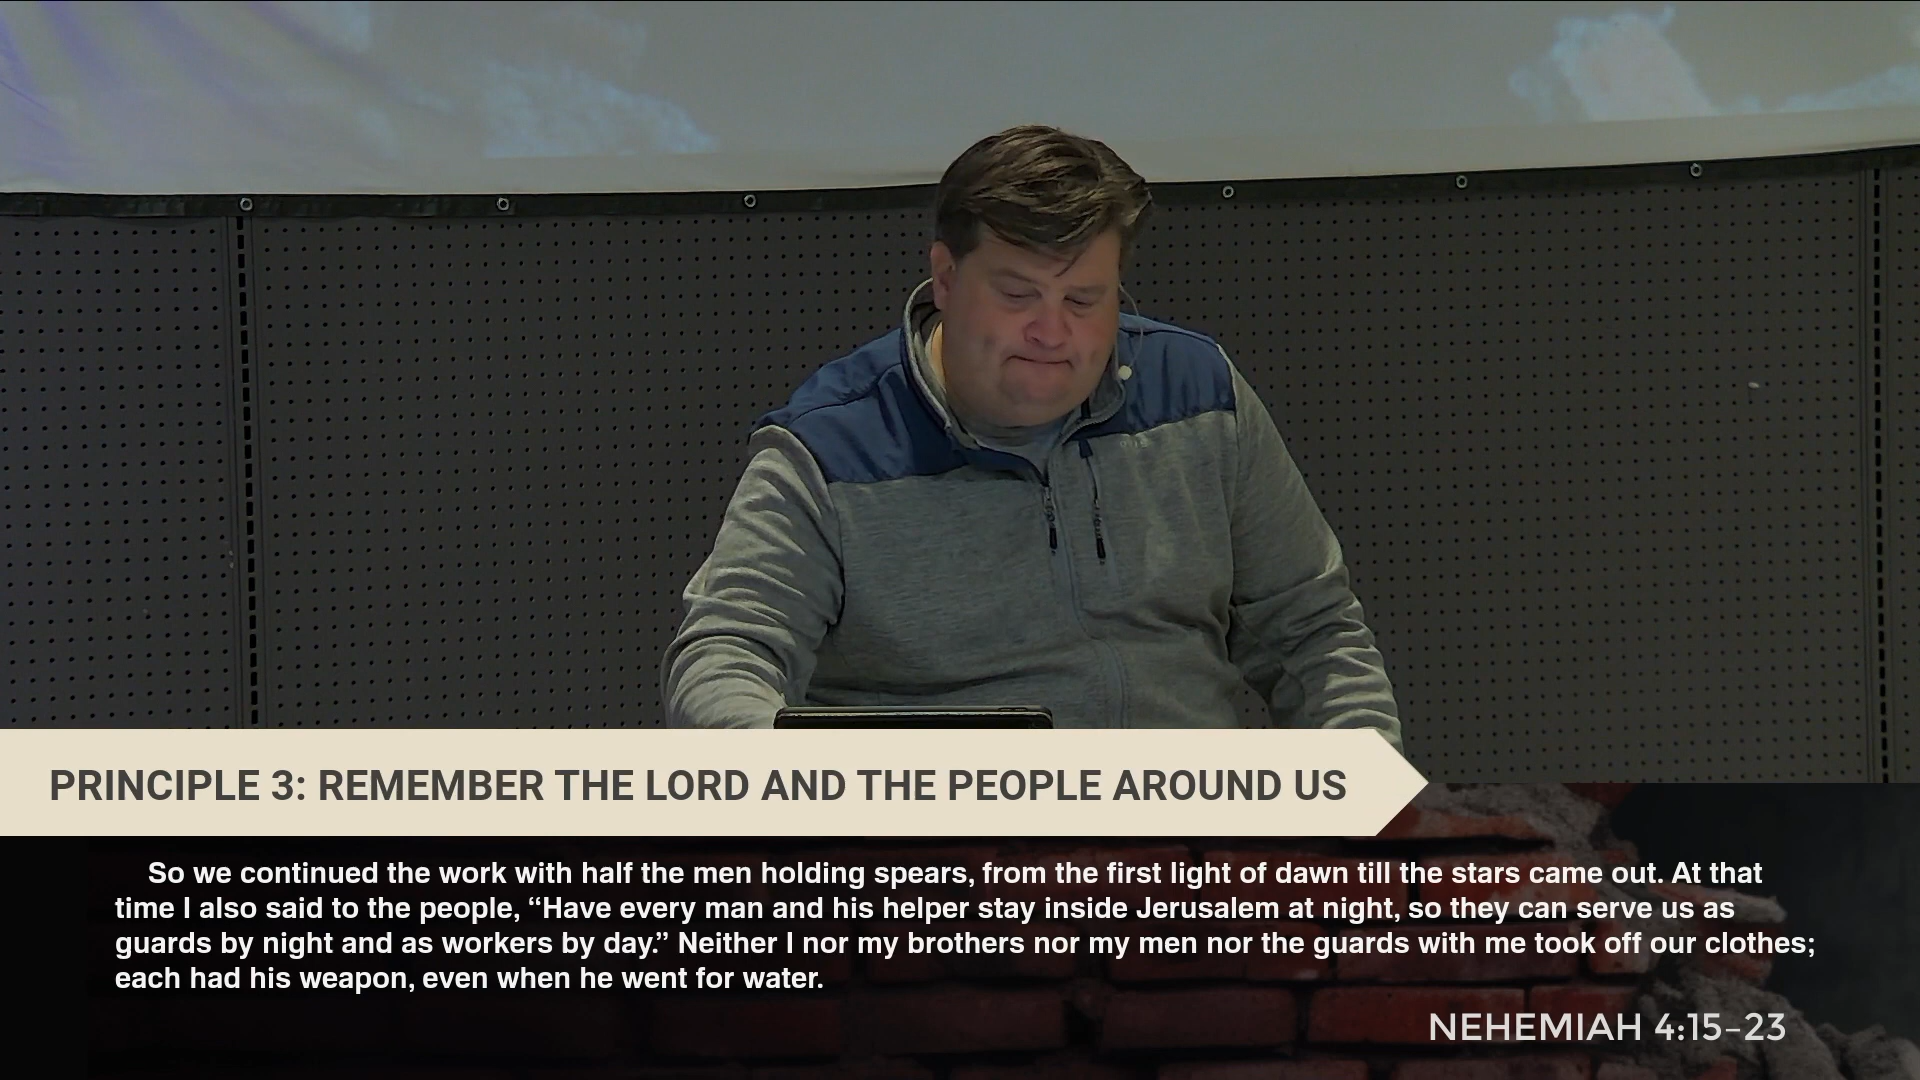 PRINCIPLE 3: REMEMBER THE LORD AND THE PEOPLE AROUND US
So we continued the work with half the men holding spears, from the first light of dawn till the stars came out. At that
time I also said to the people, “Have every man and his helper stay inside Jerusalem at night, so they can serve us as
guards by night and as workers by day.” Neither I nor my brothers nor my men nor the guards with me took off our clothes;
each had his weapon, even when he went for water.
NEHEMIAH 4:15–23